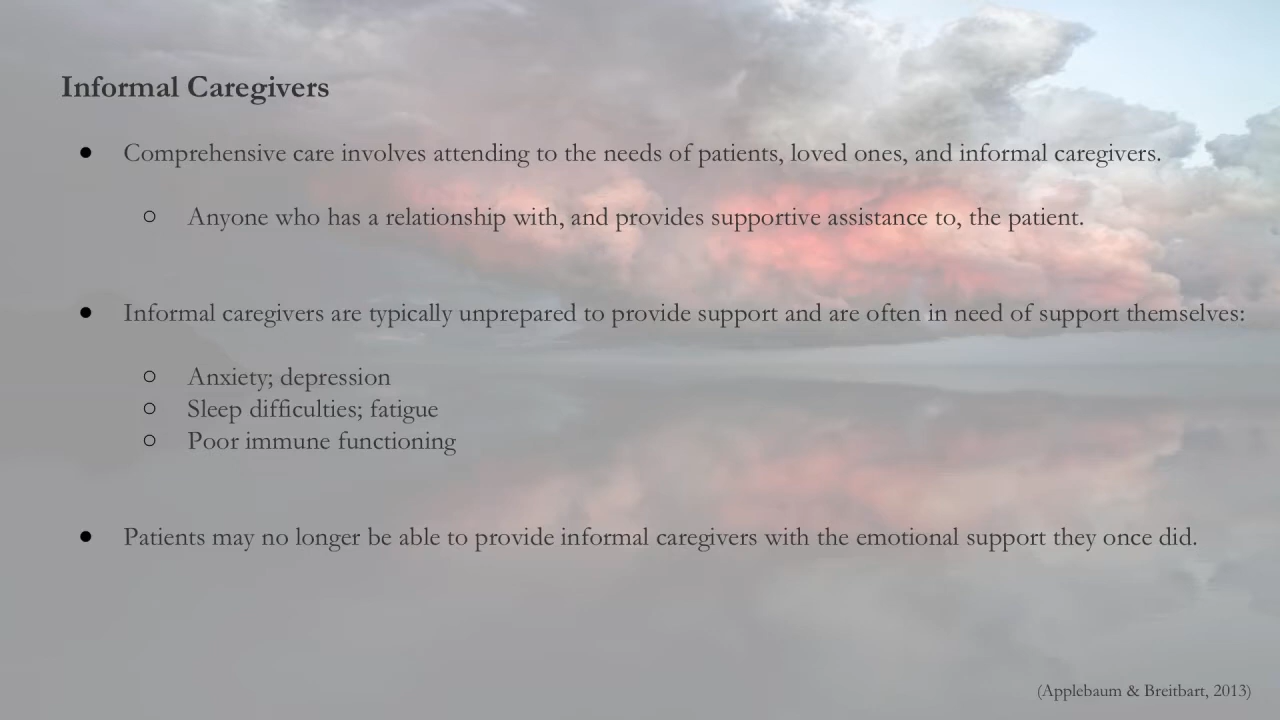 Informal Caregivers
● Comprehensive care involves attending to the needs of patients, loved ones, and informal caregivers.
○ Anyone who has a relationship with, and provides supportive assistance to, the patient.
● Informal caregivers are typically unprepared to provide support and are often in need of support themselves:
○ Anxiety; depression
○ Sleep difficulties; fatigue
○ Poor immune functioning
● Patients may no longer be able to provide informal caregivers with the emotional support they once did.
(Applebaum & Breitbart, 2013)